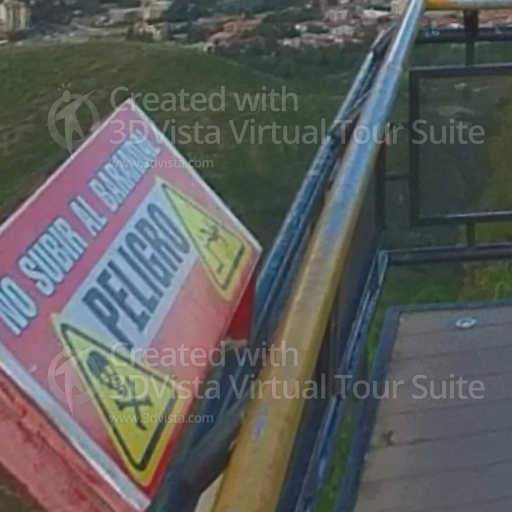 NO SUBIR AL BARANDAL
PELIGRO
Created with
3DVista Virtual Tour Suite
www.3dvista.com
Created with
3DVista Virtual Tour Suite
www.3dvista.com